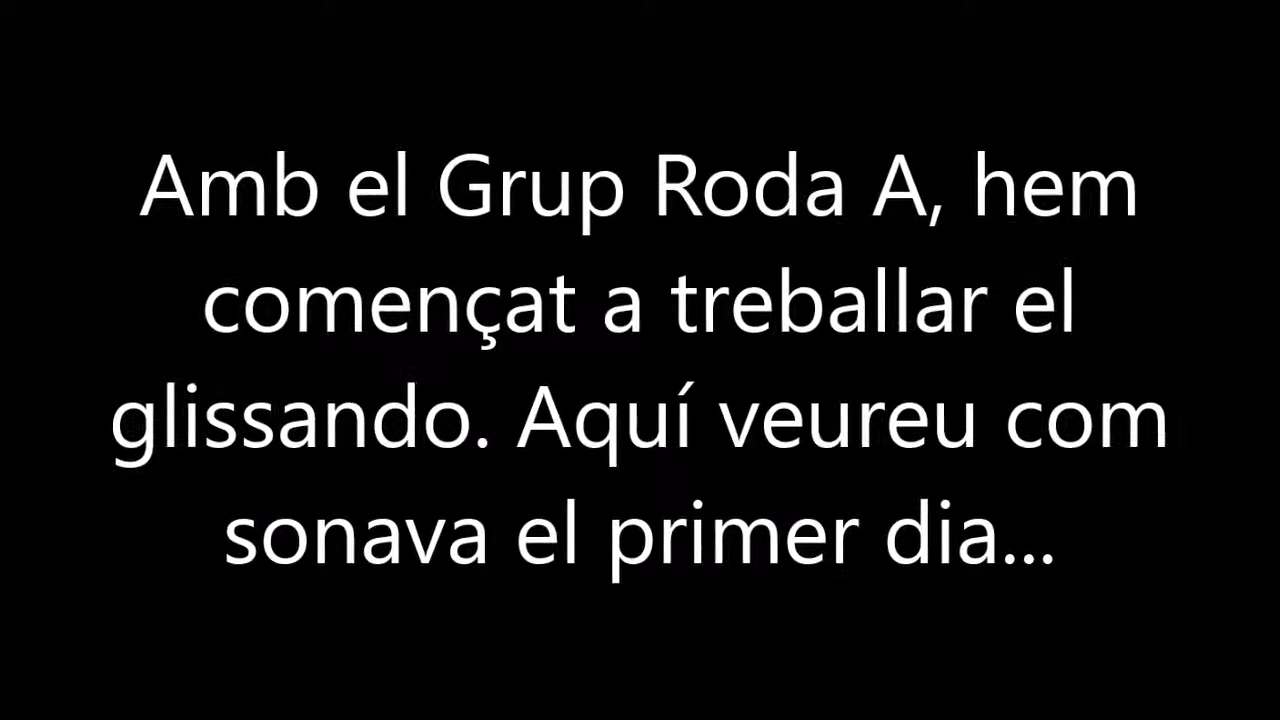 Amb el Grup Roda A, hem
començat a treballar el
glissando. Aquí veureu com
sonava el primer dia...